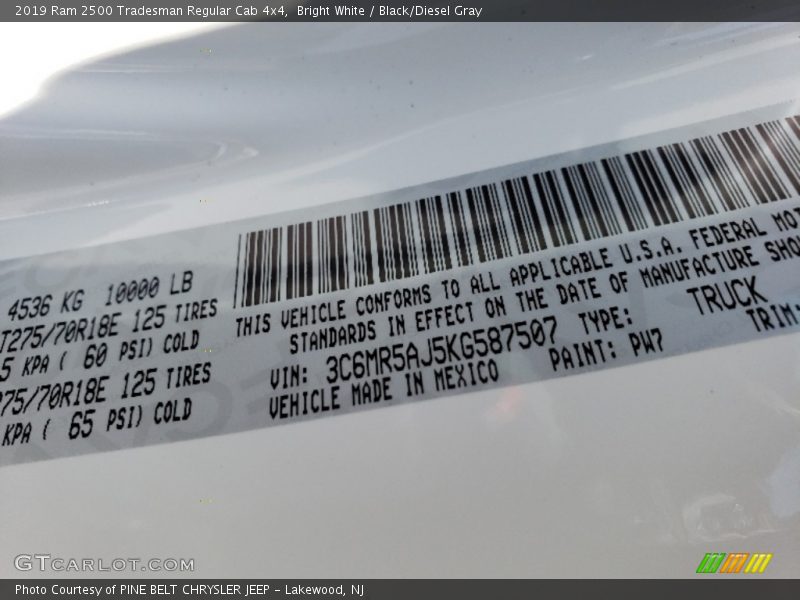 2019 Ram 2500 Tradesman Regular Cab 4x4, Bright White / Black/Diesel Gray
4536 KG 10000 LB
T275/70R18E 125 TIRES
5 KPA ( 60 PSI) COLD
275/70R18E 125 TIRES
KPA ( 65 PSI) COLD
THIS VEHICLE CONFORMS TO ALL APPLICABLE U.S.A. FEDERAL MOT
STANDARDS IN EFFECT ON THE DATE OF MANUFACTURE SHOW
VIN: 3C6MR5AJ5KG587507 TYPE: TRUCK
VEHICLE MADE IN MEXICO PAINT: PW7 TRIM:
GTCARLOT.COM
Photo Courtesy of PINE BELT CHRYSLER JEEP - Lakewood, NJ